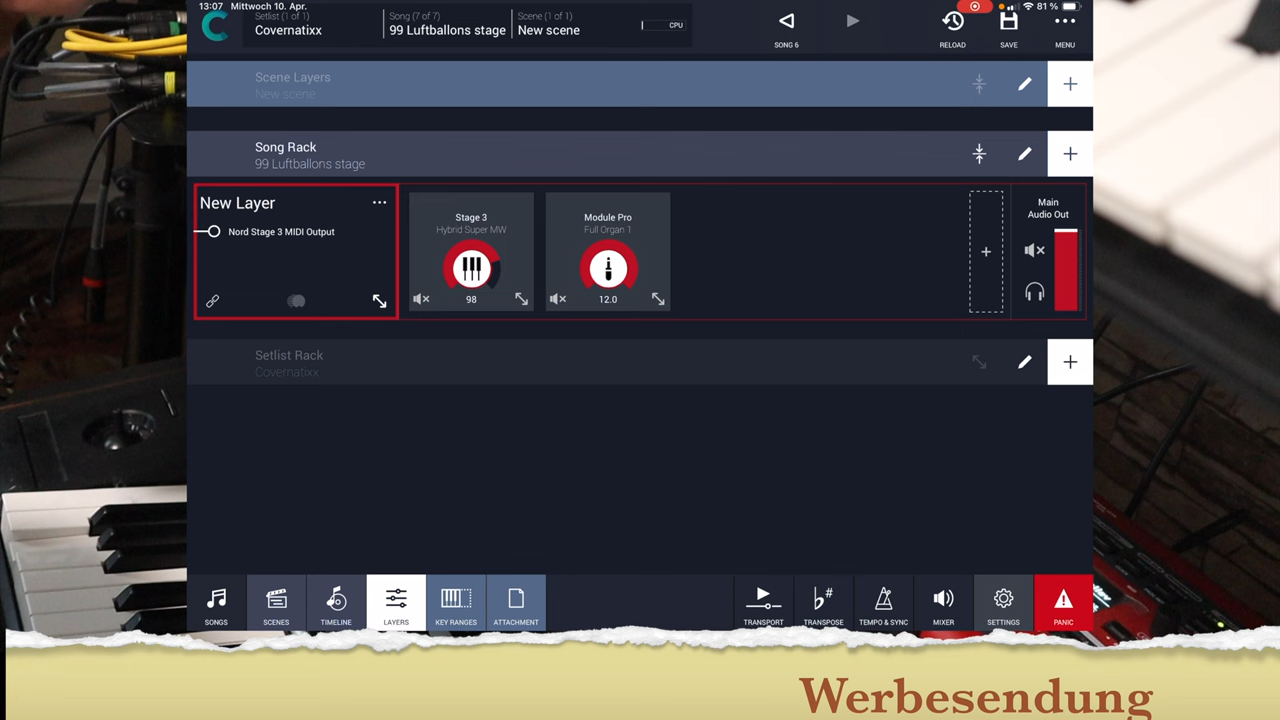 13:07 Mittwoch 10. Apr.
81 %
Setlist (1 of 1)
Covernatixx
Song (7 of 7)
99 Luftballons stage
Scene (1 of 1)
New scene
CPU
SONG 6
RELOAD
SAVE
MENU
Scene Layers
New scene
Song Rack
99 Luftballons stage
New Layer
Nord Stage 3 MIDI Output
Stage 3
Hybrid Super MW
98
Module Pro
Full Organ 1
12.0
Main
Audio Out
Setlist Rack
Covernatixx
SONGS
SCENES
TIMELINE
LAYERS
KEY RANGES
ATTACHMENT
TRANSPORT
TRANSPOSE
TEMPO & SYNC
MIXER
SETTINGS
PANIC
Werbesendung